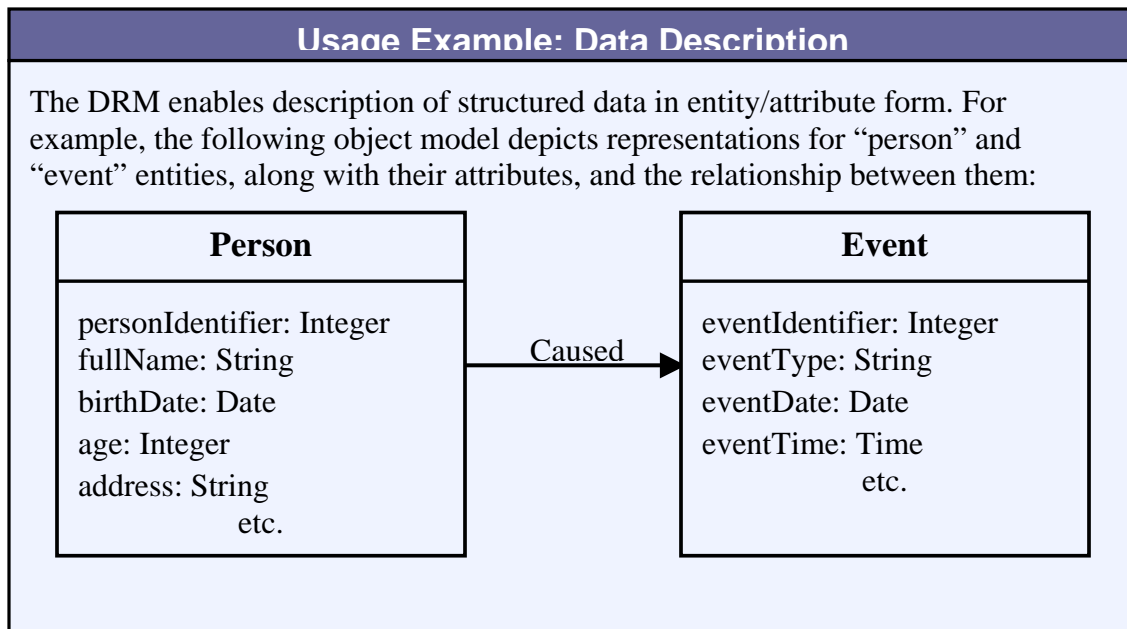 Usage Example: Data Description
The DRM enables description of structured data in entity/attribute form. For
example, the following object model depicts representations for “person” and
“event” entities, along with their attributes, and the relationship between them:
Person
personIdentifier: Integer
fullName: String
birthDate: Date
age: Integer
address: String
etc.
Caused
Event
eventIdentifier: Integer
eventType: String
eventDate: Date
eventTime: Time
etc.